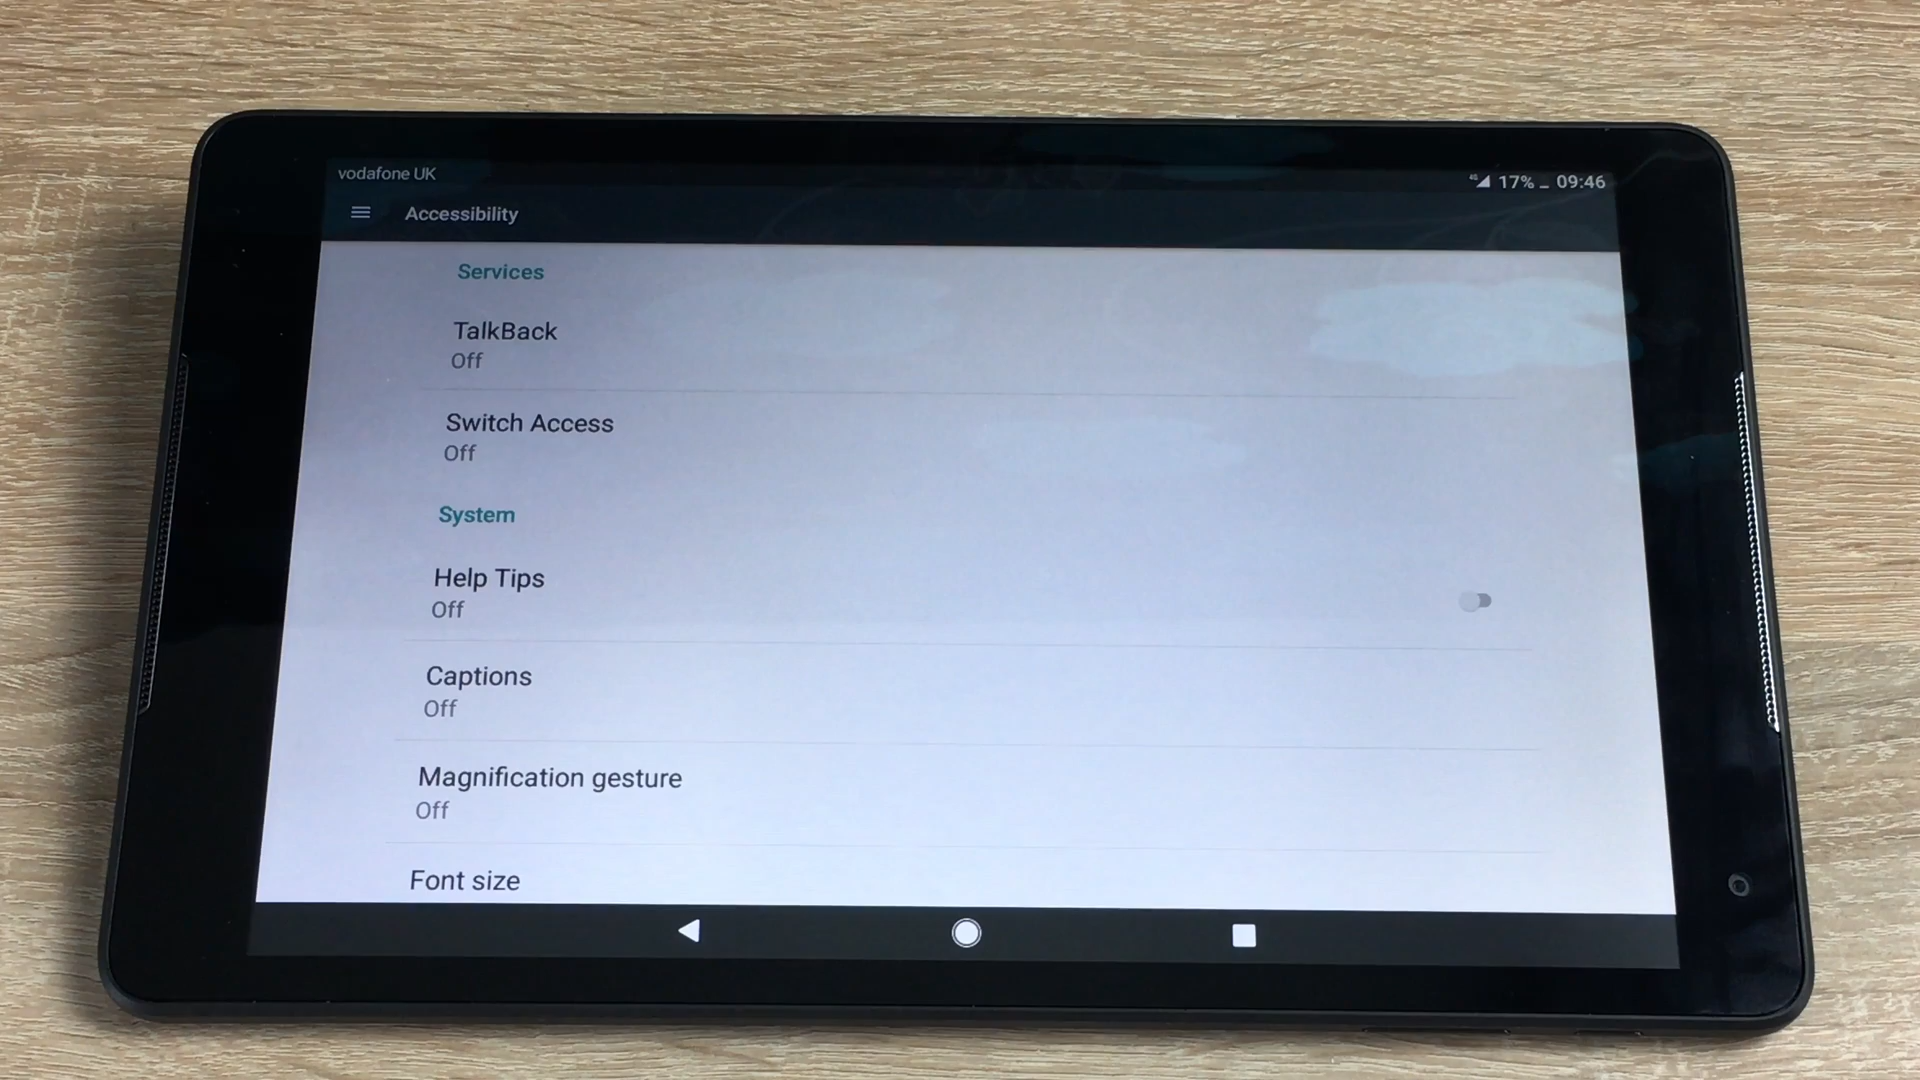 vodafone UK
4G 17% 09:46
Accessibility
Services
TalkBack
Off
Switch Access
Off
System
Help Tips
Off
Captions
Off
Magnification gesture
Off
Font size